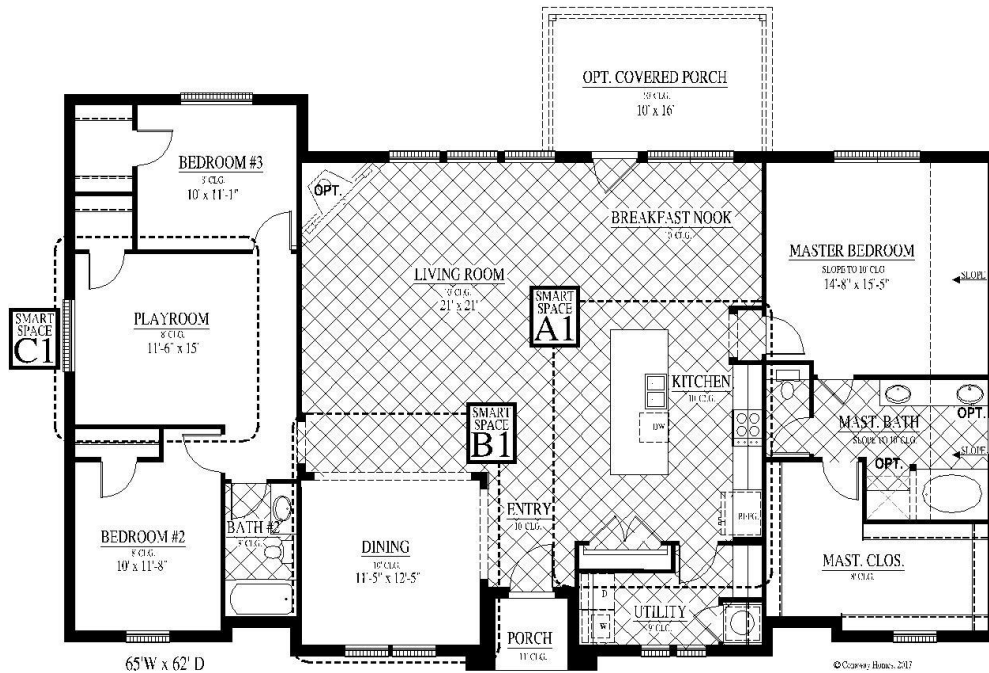 OPT. COVERED PORCH
10' x 16'
BEDROOM #3
10' x 11'-1"
OPT.
BREAKFAST NOOK
LIVING ROOM
21' x 21'
MASTER BEDROOM
SLOPE TO 10' CLG
14'-8" x 15'-5"
SLOPE
SMART
SPACE
A1
SMART
SPACE
C1
PLAYROOM
8' CLG.
11'-6" x 15'
KITCHEN
10' CLG.
DW
SMART
SPACE
B1
MAST. BATH
SLOPE TO 10' CLG.
OPT.
OPT.
SLOPE
ENTRY
10' CLG.
BEDROOM #2
8' CLG.
10' x 11'-8"
BATH #2
DINING
10' CLG.
11'-5" x 12'-5"
MAST. CLOS.
8' CLG.
D
W
UTILITY
9' CLG.
PORCH
11' CLG.
65'W x 62' D
© Conway Homes, 2017